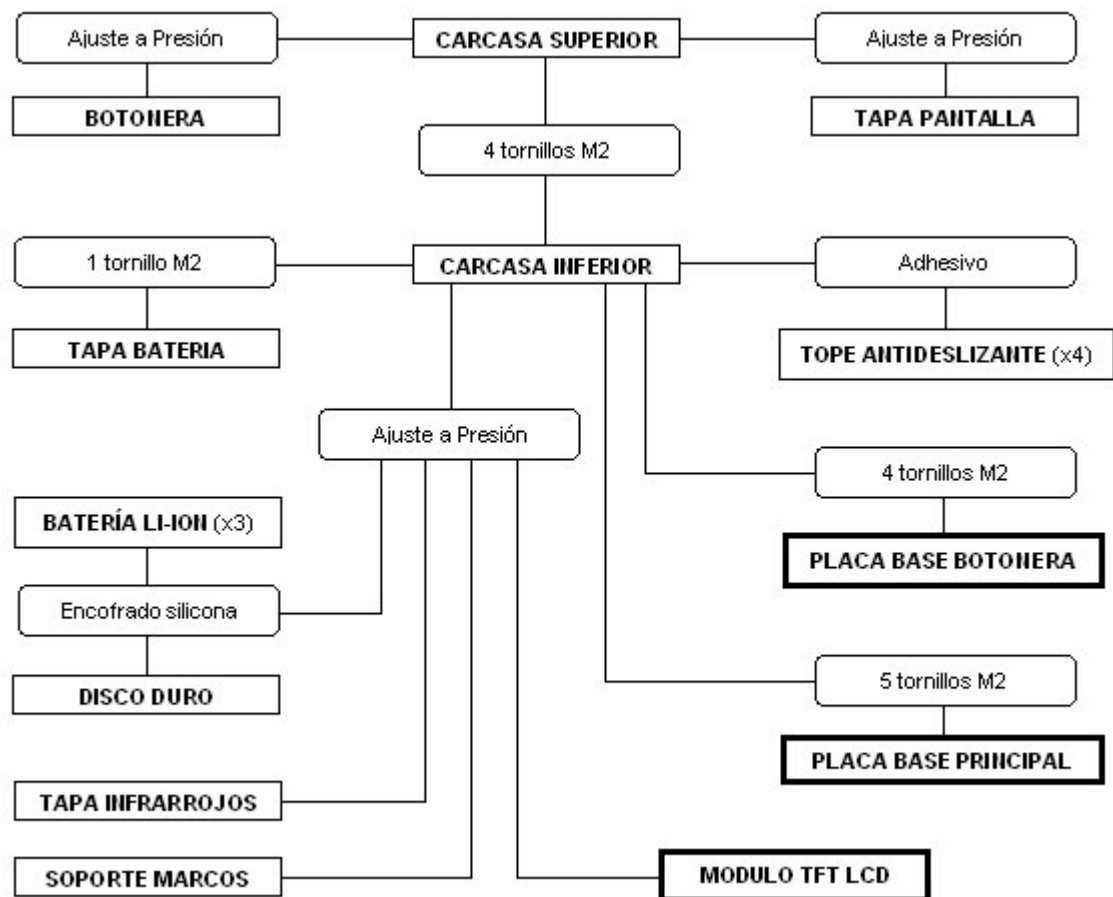 Ajuste a Presión
CARCASA SUPERIOR
Ajuste a Presión
BOTONERA
TAPA PANTALLA
4 tornillos M2
1 tornillo M2
CARCASA INFERIOR
Adhesivo
TAPA BATERIA
TOPE ANTIDESLIZANTE (x4)
Ajuste a Presión
4 tornillos M2
BATERÍA LI-ION (x3)
PLACA BASE BOTONERA
Encofrado silicona
5 tornillos M2
DISCO DURO
PLACA BASE PRINCIPAL
TAPA INFRARROJOS
SOPORTE MARCOS
MODULO TFT LCD